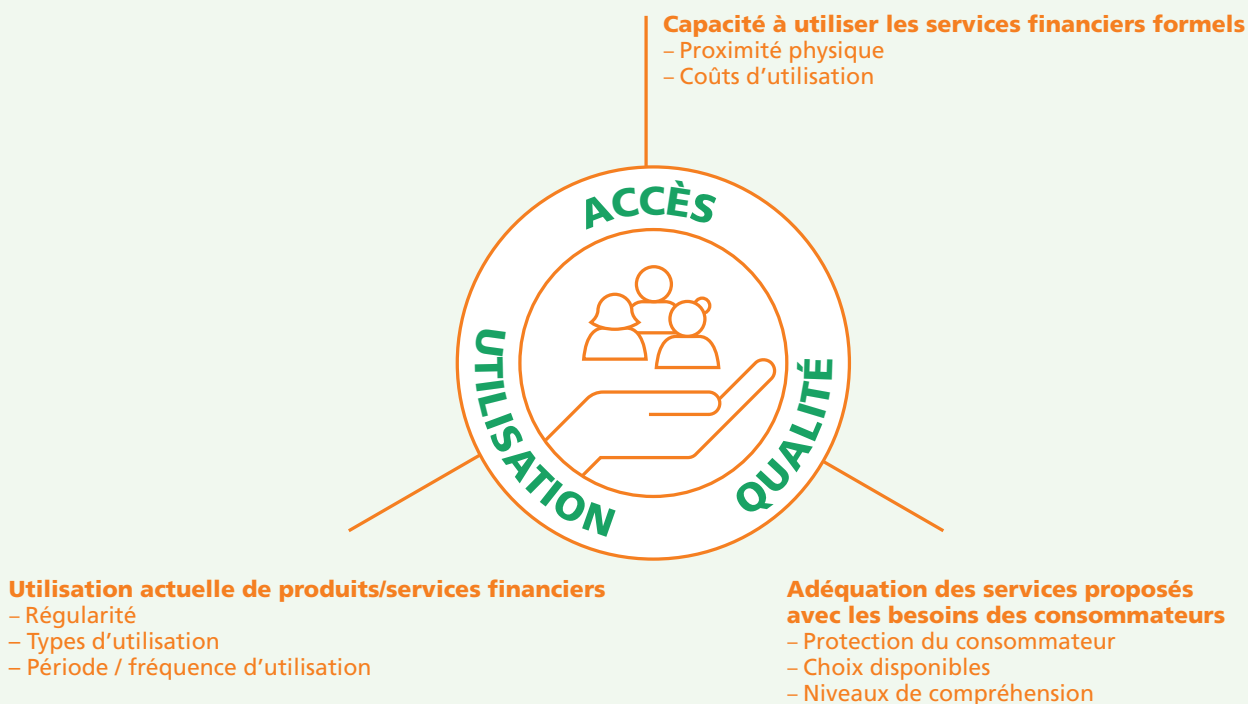 Capacité à utiliser les services financiers formels
– Proximité physique
– Coûts d’utilisation
ACCÈS
UTILISATION
QUALITÉ
Utilisation actuelle de produits/services financiers
– Régularité
– Types d’utilisation
– Période / fréquence d’utilisation
Adéquation des services proposés
avec les besoins des consommateurs
– Protection du consommateur
– Choix disponibles
– Niveaux de compréhension